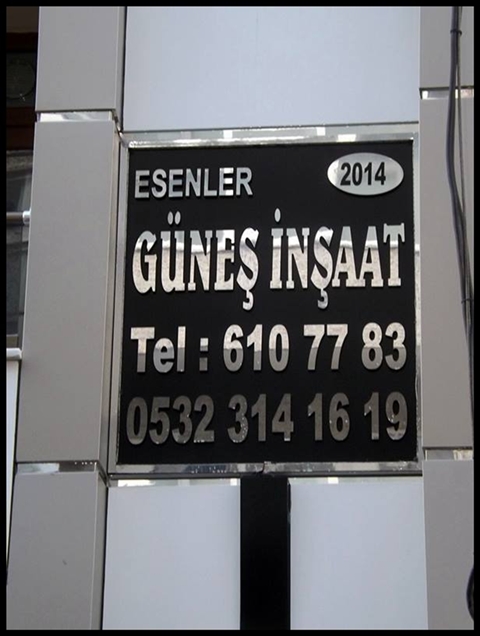 ESENLER 2014
GÜNEŞ İNŞAAT
Tel : 610 77 83
0532 314 16 19